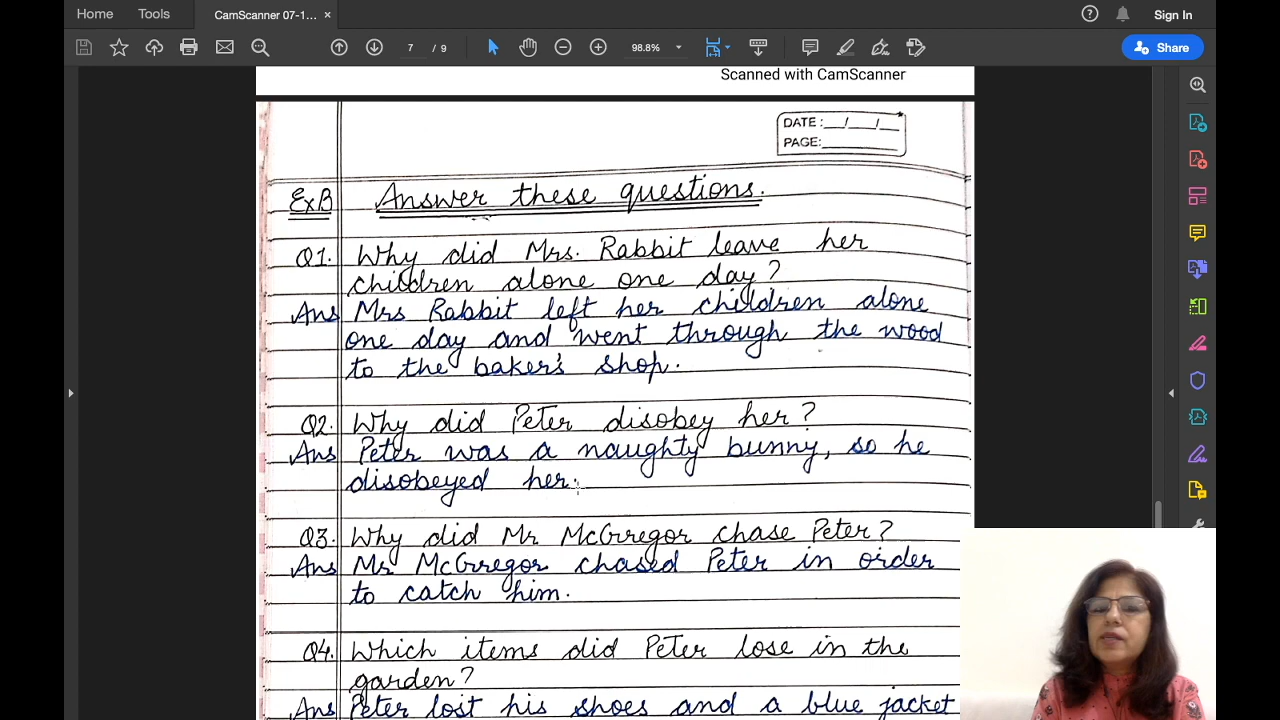 Home
Tools
CamScanner 07-1... ×
Sign In
7 / 9
98.8%
Share
Scanned with CamScanner
DATE: __/__/__
PAGE:
Ex B Answer these questions.
Q1. Why did Mrs. Rabbit leave her
children alone one day?
Ans Mrs Rabbit left her children alone
one day and went through the wood
to the baker's shop.
Q2. Why did Peter disobey her?
Ans Peter was a naughty bunny, so he
disobeyed her.
Q3. Why did Mr McGregor chase Peter?
Ans Mr McGregor chased Peter in order
to catch him.
Q4. Which items did Peter lose in the
garden?
Ans Peter lost his shoes and a blue jacket